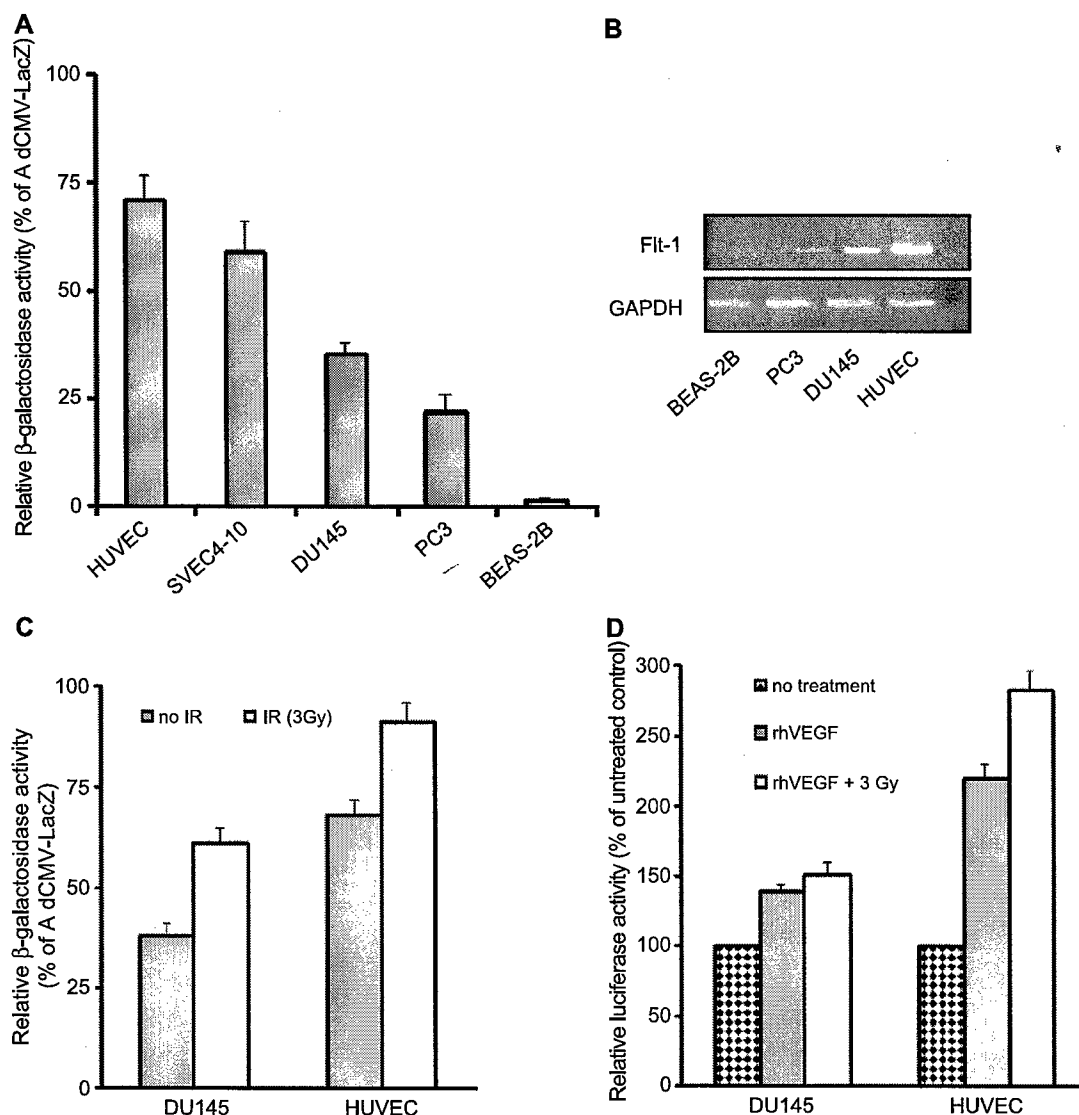 A
Relative β-galactosidase activity (% of A dCMV-LacZ)
100
75
50
25
0
HUVEC
SVEC4-10
DU145
PC3
BEAS-2B
B
Flt-1
GAPDH
BEAS-2B
PC3
DU145
HUVEC
C
Relative β-galactosidase activity
(% of A dCMV-LacZ)
100
75
50
25
0
no IR
IR (3Gy)
DU145
HUVEC
D
Relative luciferase activity (% of untreated control)
300
250
200
150
100
50
0
no treatment
rhVEGF
rhVEGF + 3 Gy
DU145
HUVEC